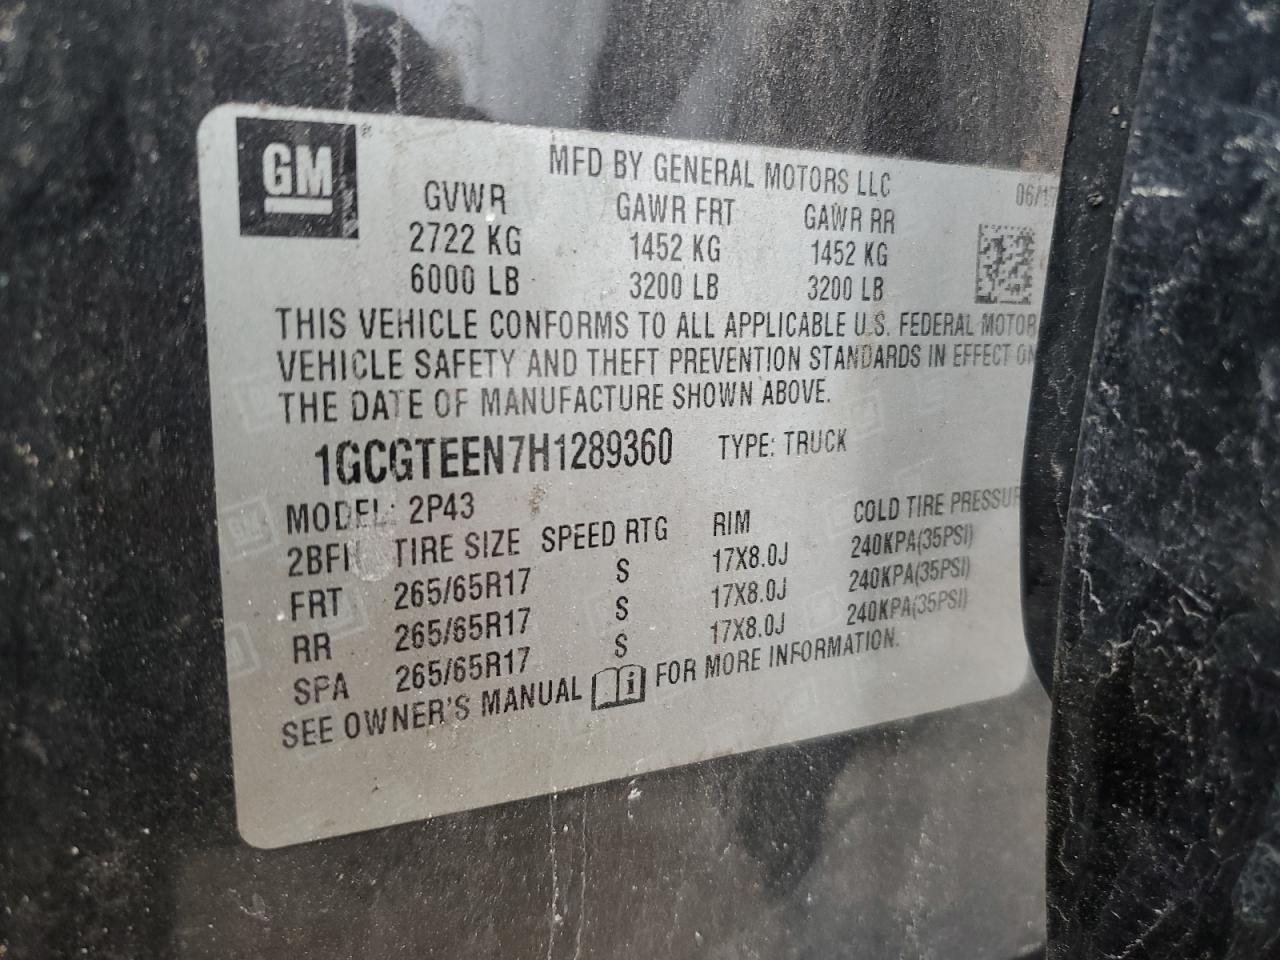 GM ®
MFD BY GENERAL MOTORS LLC
06/17
GVWR GAWR FRT GAWR RR
2722 KG 1452 KG 1452 KG
6000 LB 3200 LB 3200 LB
THIS VEHICLE CONFORMS TO ALL APPLICABLE U.S. FEDERAL MOTOR
VEHICLE SAFETY AND THEFT PREVENTION STANDARDS IN EFFECT ON
THE DATE OF MANUFACTURE SHOWN ABOVE.
1GCGTEEN7H1289360 TYPE: TRUCK
MODEL: 2P43
TIRE SIZE SPEED RTG RIM COLD TIRE PRESSUR
FRT 265/65R17 S 17X8.0J 240KPA(35PSI)
RR 265/65R17 S 17X8.0J 240KPA(35PSI)
SPA 265/65R17 S 17X8.0J 240KPA(35PSI)
SEE OWNER'S MANUAL FOR MORE INFORMATION.